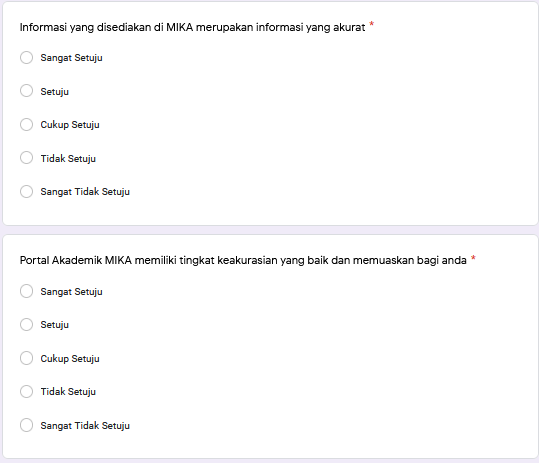 Informasi yang disediakan di MIKA merupakan informasi yang akurat *
Sangat Setuju
Setuju
Cukup Setuju
Tidak Setuju
Sangat Tidak Setuju
Portal Akademik MIKA memiliki tingkat keakurasian yang baik dan memuaskan bagi anda *
Sangat Setuju
Setuju
Cukup Setuju
Tidak Setuju
Sangat Tidak Setuju